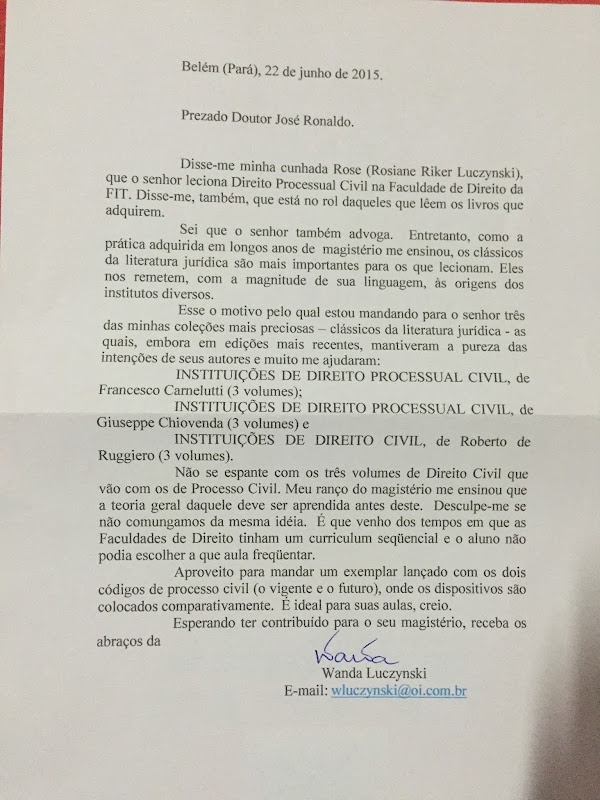 Belém (Pará), 22 de junho de 2015.
Prezado Doutor José Ronaldo.
Disse-me minha cunhada Rose (Rosiane Riker Luczynski),
que o senhor leciona Direito Processual Civil na Faculdade de Direito da
FIT. Disse-me, também, que está no rol daqueles que lêem os livros que
adquirem.
Sei que o senhor também advoga. Entretanto, como a
prática adquirida em longos anos de magistério me ensinou, os clássicos
da literatura jurídica são mais importantes para os que lecionam. Eles
nos remetem, com a magnitude de sua linguagem, às origens dos
institutos diversos.
Esse o motivo pelo qual estou mandando para o senhor três
das minhas coleções mais preciosas – clássicos da literatura jurídica - as
quais, embora em edições mais recentes, mantiveram a pureza das
intenções de seus autores e muito me ajudaram:
INSTITUIÇÕES DE DIREITO PROCESSUAL CIVIL, de
Francesco Carnelutti (3 volumes);
INSTITUIÇÕES DE DIREITO PROCESSUAL CIVIL, de
Giuseppe Chiovenda (3 volumes) e
INSTITUIÇÕES DE DIREITO CIVIL, de Roberto de
Ruggiero (3 volumes).
Não se espante com os três volumes de Direito Civil que
vão com os de Processo Civil. Meu ranço do magistério me ensinou que
a teoria geral daquele deve ser aprendida antes deste. Desculpe-me se
não comungamos da mesma idéia. É que venho dos tempos em que as
Faculdades de Direito tinham um curriculum seqüencial e o aluno não
podia escolher a que aula freqüentar.
Aproveito para mandar um exemplar lançado com os dois
códigos de processo civil (o vigente e o futuro), onde os dispositivos são
colocados comparativamente. É ideal para suas aulas, creio.
Esperando ter contribuído para o seu magistério, receba os
abraços da
Wanda
Wanda Luczynski
E-mail: wluczynski@oi.com.br